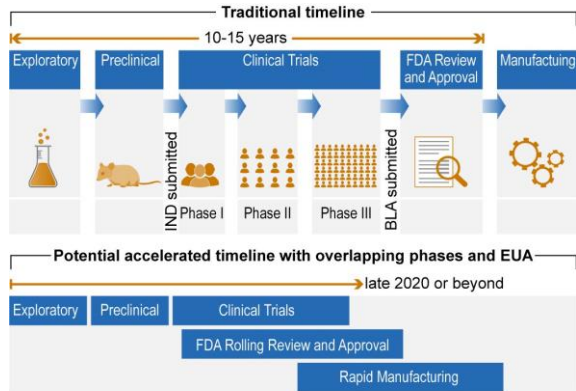 Traditional timeline
10-15 years
Exploratory
Preclinical
Clinical Trials
FDA Review
and Approval
Manufactuing
IND submitted
BLA submitted
Phase I
Phase II
Phase III
Potential accelerated timeline with overlapping phases and EUA
late 2020 or beyond
Exploratory
Preclinical
Clinical Trials
FDA Rolling Review and Approval
Rapid Manufacturing